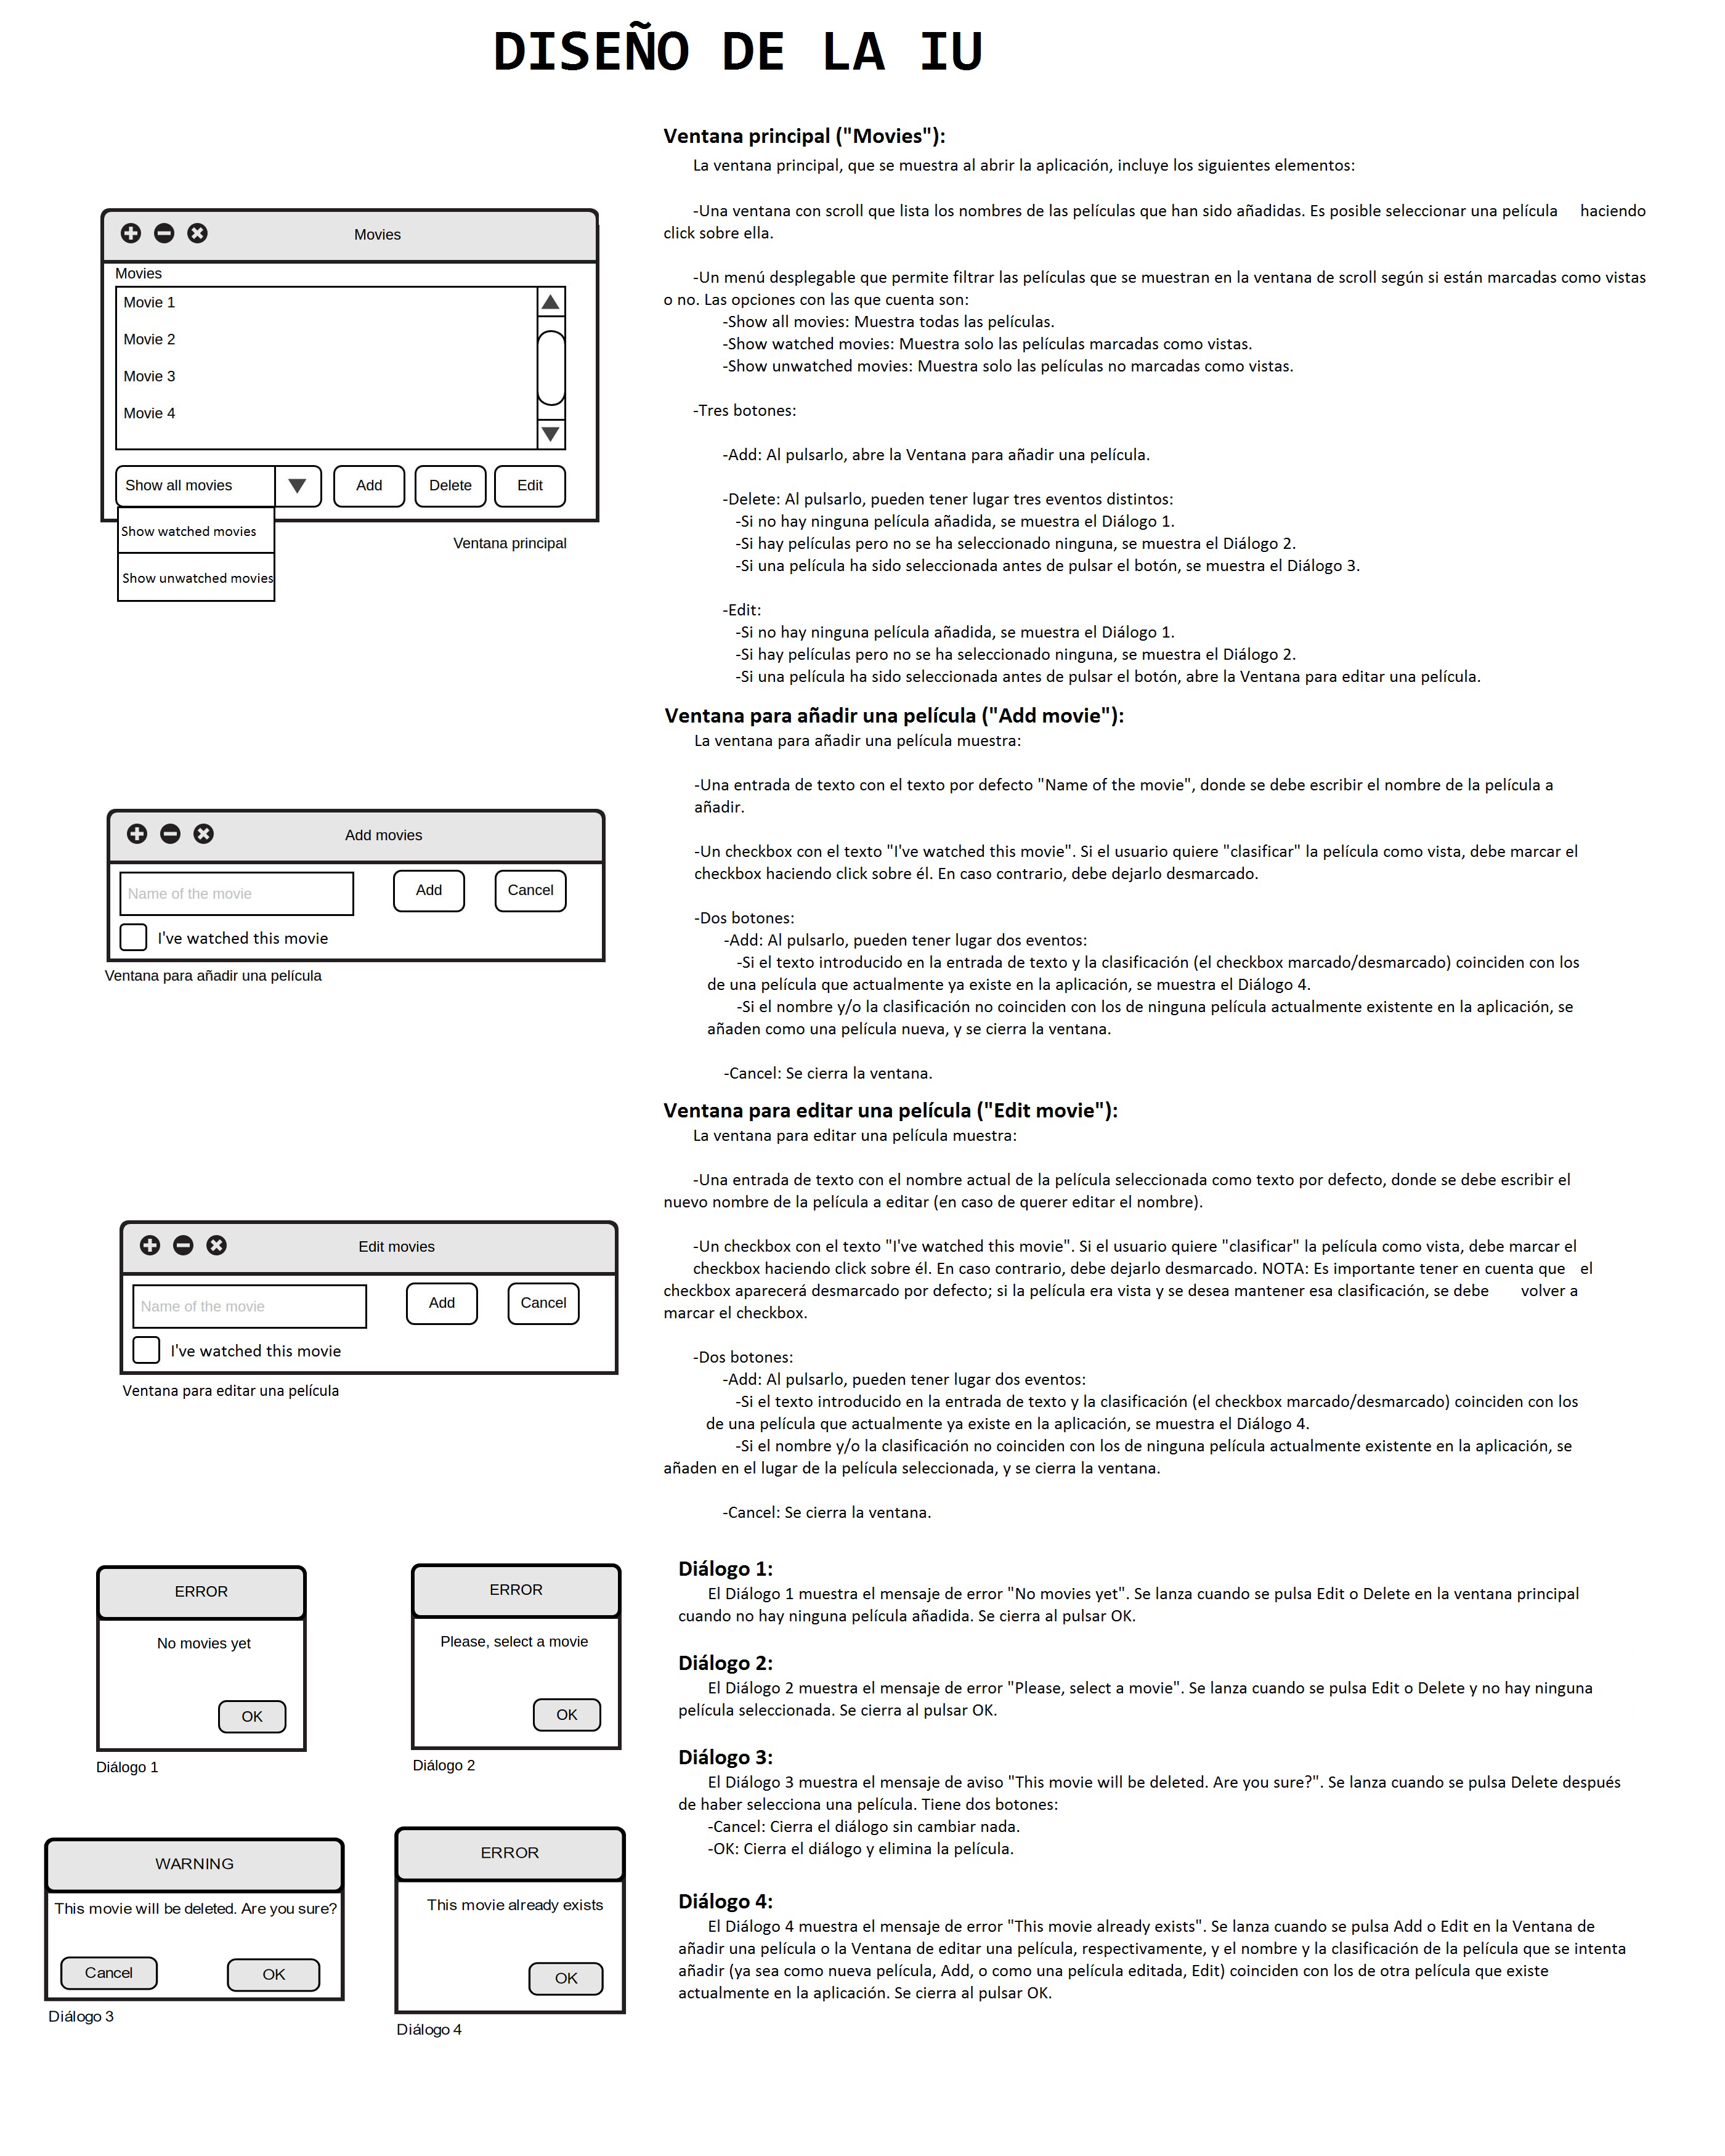 DISEÑO DE LA IU
Ventana principal ("Movies"):
La ventana principal, que se muestra al abrir la aplicación, incluye los siguientes elementos:
-Una ventana con scroll que lista los nombres de las películas que han sido añadidas. Es posible seleccionar una película haciendo
click sobre ella.
-Un menú desplegable que permite filtrar las películas que se muestran en la ventana de scroll según si están marcadas como vistas
o no. Las opciones con las que cuenta son:
-Show all movies: Muestra todas las películas.
-Show watched movies: Muestra solo las películas marcadas como vistas.
-Show unwatched movies: Muestra solo las películas no marcadas como vistas.
-Tres botones:
-Add: Al pulsarlo, abre la Ventana para añadir una película.
-Delete: Al pulsarlo, pueden tener lugar tres eventos distintos:
-Si no hay ninguna película añadida, se muestra el Diálogo 1.
-Si hay películas pero no se ha seleccionado ninguna, se muestra el Diálogo 2.
-Si una película ha sido seleccionada antes de pulsar el botón, se muestra el Diálogo 3.
-Edit:
-Si no hay ninguna película añadida, se muestra el Diálogo 1.
-Si hay películas pero no se ha seleccionado ninguna, se muestra el Diálogo 2.
-Si una película ha sido seleccionada antes de pulsar el botón, abre la Ventana para editar una película.
Movies
Movies
Movie 1
Movie 2
Movie 3
Movie 4
Show all movies
Add
Delete
Edit
Show watched movies
Show unwatched movies
Ventana principal
Ventana para añadir una película ("Add movie"):
La ventana para añadir una película muestra:
-Una entrada de texto con el texto por defecto "Name of the movie", donde se debe escribir el nombre de la película a
añadir.
-Un checkbox con el texto "I've watched this movie". Si el usuario quiere "clasificar" la película como vista, debe marcar el
checkbox haciendo click sobre él. En caso contrario, debe dejarlo desmarcado.
-Dos botones:
-Add: Al pulsarlo, pueden tener lugar dos eventos:
-Si el texto introducido en la entrada de texto y la clasificación (el checkbox marcado/desmarcado) coinciden con los
de una película que actualmente ya existe en la aplicación, se muestra el Diálogo 4.
-Si el nombre y/o la clasificación no coinciden con los de ninguna película actualmente existente en la aplicación, se
añaden como una película nueva, y se cierra la ventana.
-Cancel: Se cierra la ventana.
Add movies
Name of the movie
Add
Cancel
I've watched this movie
Ventana para añadir una película
Ventana para editar una película ("Edit movie"):
La ventana para editar una película muestra:
-Una entrada de texto con el nombre actual de la película seleccionada como texto por defecto, donde se debe escribir el
nuevo nombre de la película a editar (en caso de querer editar el nombre).
-Un checkbox con el texto "I've watched this movie". Si el usuario quiere "clasificar" la película como vista, debe marcar el
checkbox haciendo click sobre él. En caso contrario, debe dejarlo desmarcado. NOTA: Es importante tener en cuenta que el
checkbox aparecerá desmarcado por defecto; si la película era vista y se desea mantener esa clasificación, se debe volver a
marcar el checkbox.
-Dos botones:
-Add: Al pulsarlo, pueden tener lugar dos eventos:
-Si el texto introducido en la entrada de texto y la clasificación (el checkbox marcado/desmarcado) coinciden con los
de una película que actualmente ya existe en la aplicación, se muestra el Diálogo 4.
-Si el nombre y/o la clasificación no coinciden con los de ninguna película actualmente existente en la aplicación, se
añaden en el lugar de la película seleccionada, y se cierra la ventana.
-Cancel: Se cierra la ventana.
Edit movies
Name of the movie
Add
Cancel
I've watched this movie
Ventana para editar una película
ERROR
No movies yet
OK
Diálogo 1
ERROR
Please, select a movie
OK
Diálogo 2
WARNING
This movie will be deleted. Are you sure?
Cancel
OK
Diálogo 3
ERROR
This movie already exists
OK
Diálogo 4
Diálogo 1:
El Diálogo 1 muestra el mensaje de error "No movies yet". Se lanza cuando se pulsa Edit o Delete en la ventana principal
cuando no hay ninguna película añadida. Se cierra al pulsar OK.
Diálogo 2:
El Diálogo 2 muestra el mensaje de error "Please, select a movie". Se lanza cuando se pulsa Edit o Delete y no hay ninguna
película seleccionada. Se cierra al pulsar OK.
Diálogo 3:
El Diálogo 3 muestra el mensaje de aviso "This movie will be deleted. Are you sure?". Se lanza cuando se pulsa Delete después
de haber selecciona una película. Tiene dos botones:
-Cancel: Cierra el diálogo sin cambiar nada.
-OK: Cierra el diálogo y elimina la película.
Diálogo 4:
El Diálogo 4 muestra el mensaje de error "This movie already exists". Se lanza cuando se pulsa Add o Edit en la Ventana de
añadir una película o la Ventana de editar una película, respectivamente, y el nombre y la clasificación de la película que se intenta
añadir (ya sea como nueva película, Add, o como una película editada, Edit) coinciden con los de otra película que existe
actualmente en la aplicación. Se cierra al pulsar OK.